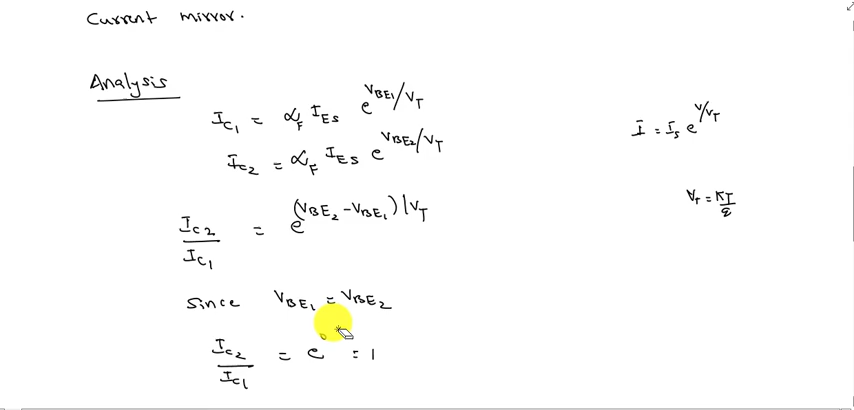 Current mirror.
Analysis
I_C1 = α_F I_ES e^(V_BE1/V_T)
I = I_s e^(V/V_T)
I_C2 = α_F I_ES e^(V_BE2/V_T)
V_T = KT/q
I_C2/I_C1 = e^((V_BE2 - V_BE1)/V_T)
since V_BE1 = V_BE2
I_C2/I_C1 = e^0 = 1